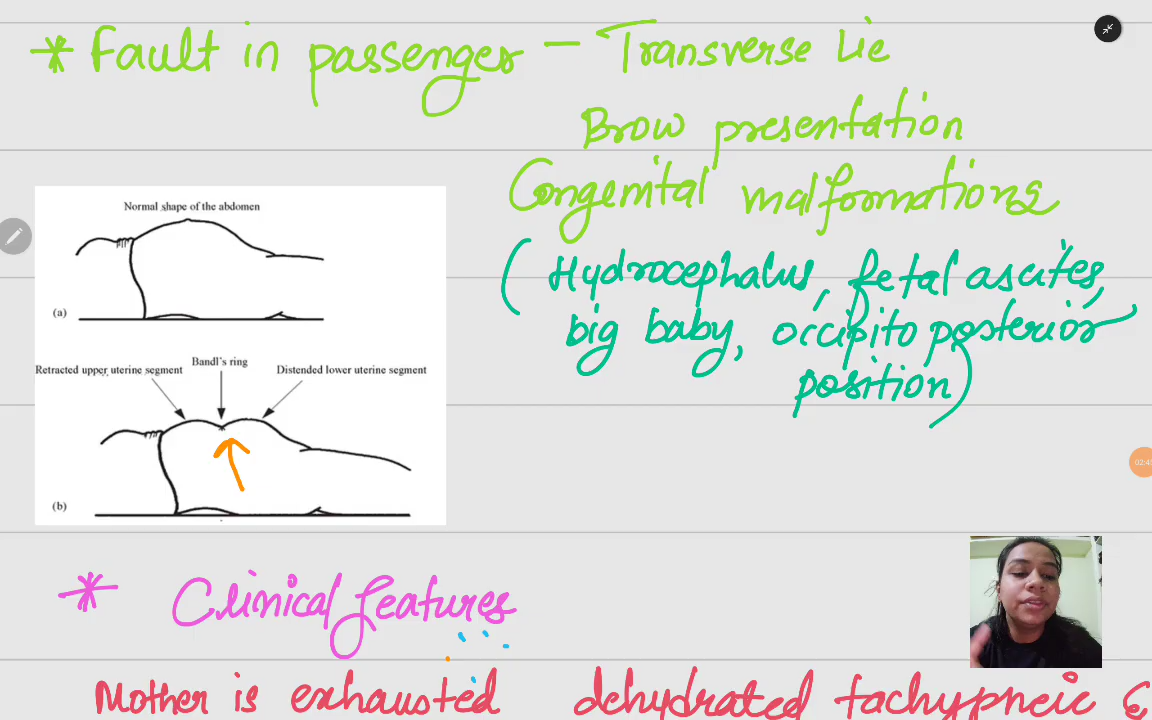 * Fault in passenger - Transverse Lie
Brow presentation
Congenital malformations
(Hydrocephalus, fetal ascites,
big baby, occipito posterior
position)
Normal shape of the abdomen
(a)
Bandl's ring
Retracted upper uterine segment
Distended lower uterine segment
(b)
02:4
* Clinical features
Mother is exhausted dehydrated tachypneic &